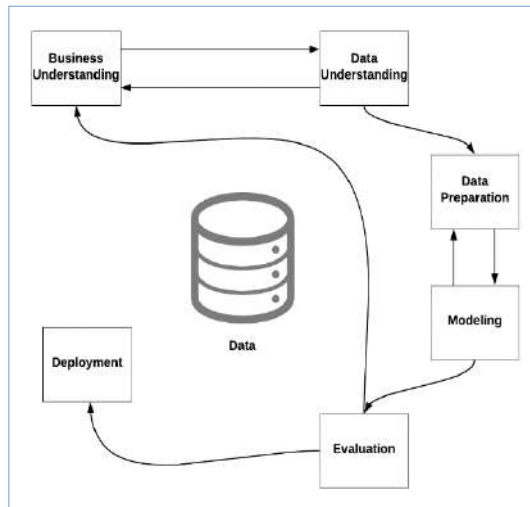 Business
Understanding
Data
Understanding
Data
Preparation
Modeling
Data
Deployment
Evaluation